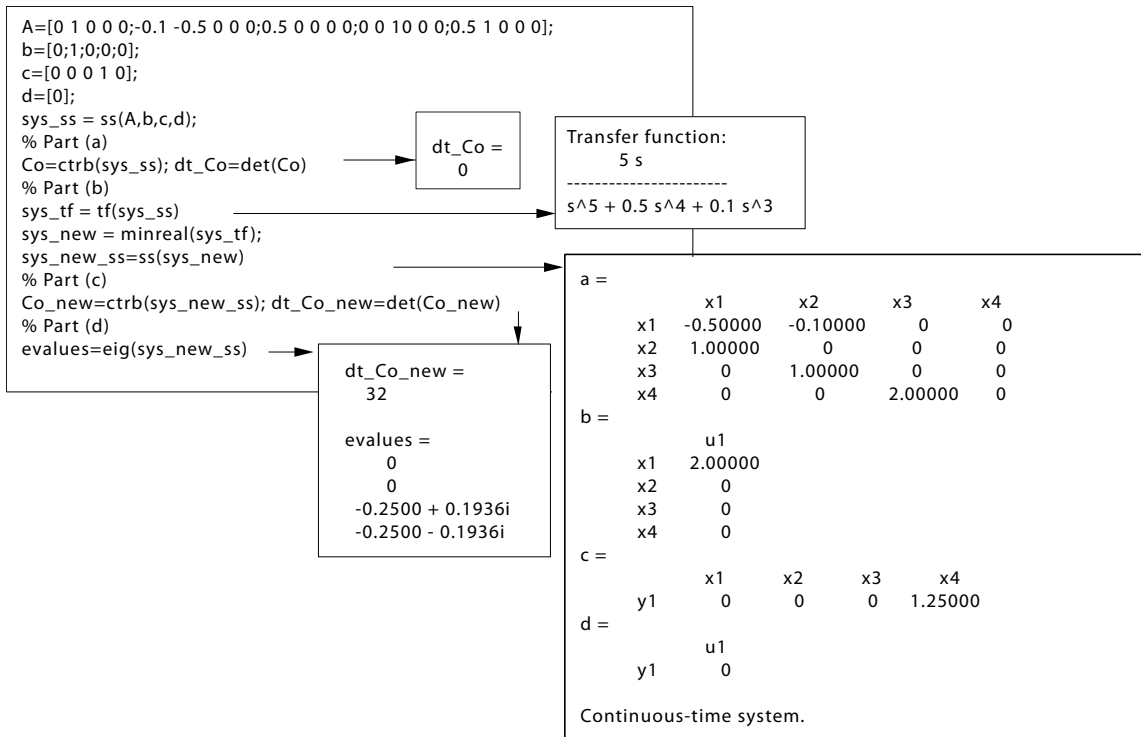 A=[0 1 0 0 0;-0.1 -0.5 0 0 0;0.5 0 0 0 0;0 0 10 0 0;0.5 1 0 0 0];
b=[0;1;0;0;0];
c=[0 0 0 1 0];
d=[0];
sys_ss = ss(A,b,c,d);
% Part (a)
Co=ctrb(sys_ss); dt_Co=det(Co)
% Part (b)
sys_tf = tf(sys_ss)
sys_new = minreal(sys_tf);
sys_new_ss=ss(sys_new)
% Part (c)
Co_new=ctrb(sys_new_ss); dt_Co_new=det(Co_new)
% Part (d)
evalues=eig(sys_new_ss)
dt_Co =
0
Transfer function:
5 s
-----------------------
s^5 + 0.5 s^4 + 0.1 s^3
dt_Co_new =
32
evalues =
0
0
-0.2500 + 0.1936i
-0.2500 - 0.1936i
a =
x1 x2 x3 x4
x1 -0.50000 -0.10000 0 0
x2 1.00000 0 0 0
x3 0 1.00000 0 0
x4 0 0 2.00000 0
b =
u1
x1 2.00000
x2 0
x3 0
x4 0
c =
x1 x2 x3 x4
y1 0 0 0 1.25000
d =
u1
y1 0
Continuous-time system.